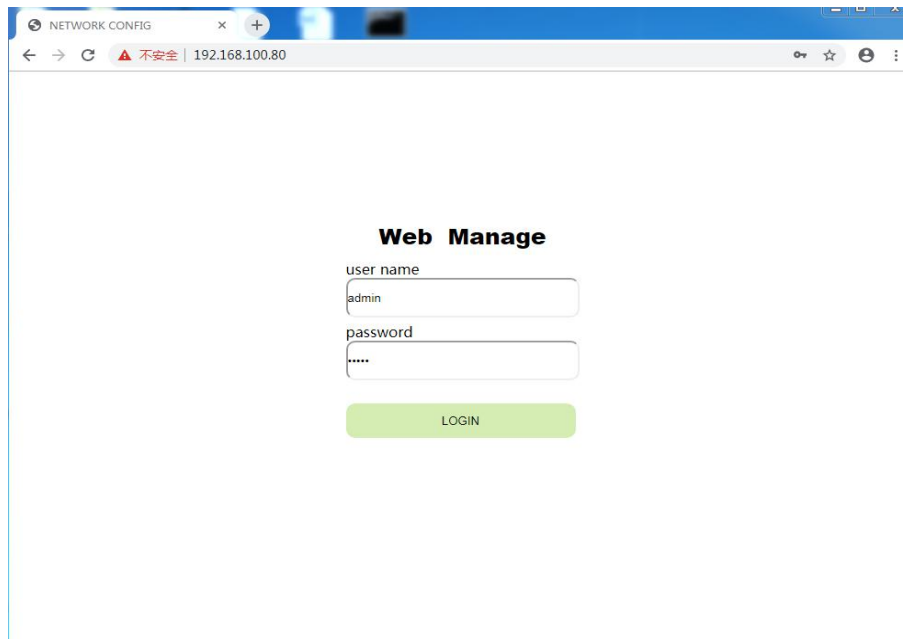 NETWORK CONFIG
不安全 | 192.168.100.80
Web Manage
user name
admin
password
•••••
LOGIN